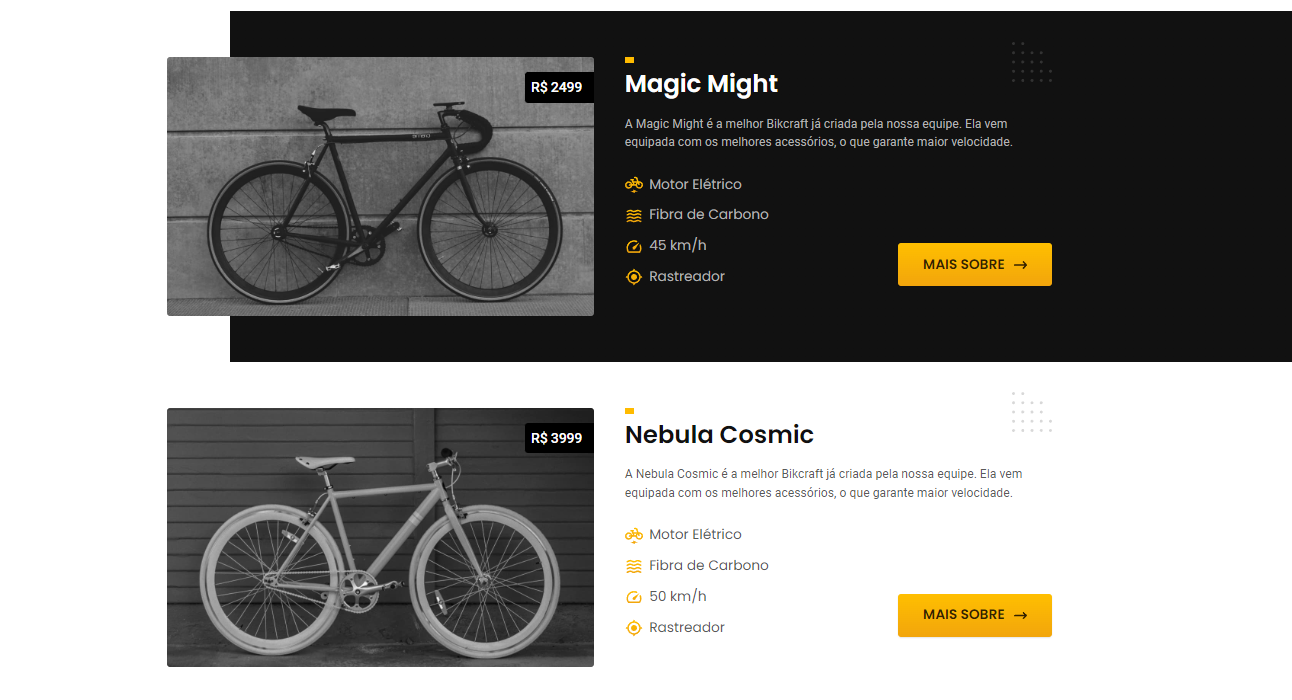 R$ 2499
Magic Might
A Magic Might é a melhor Bikcraft já criada pela nossa equipe. Ela vem
equipada com os melhores acessórios, o que garante maior velocidade.
Motor Elétrico
Fibra de Carbono
45 km/h
Rastreador
MAIS SOBRE →
R$ 3999
Nebula Cosmic
A Nebula Cosmic é a melhor Bikcraft já criada pela nossa equipe. Ela vem
equipada com os melhores acessórios, o que garante maior velocidade.
Motor Elétrico
Fibra de Carbono
50 km/h
Rastreador
MAIS SOBRE →